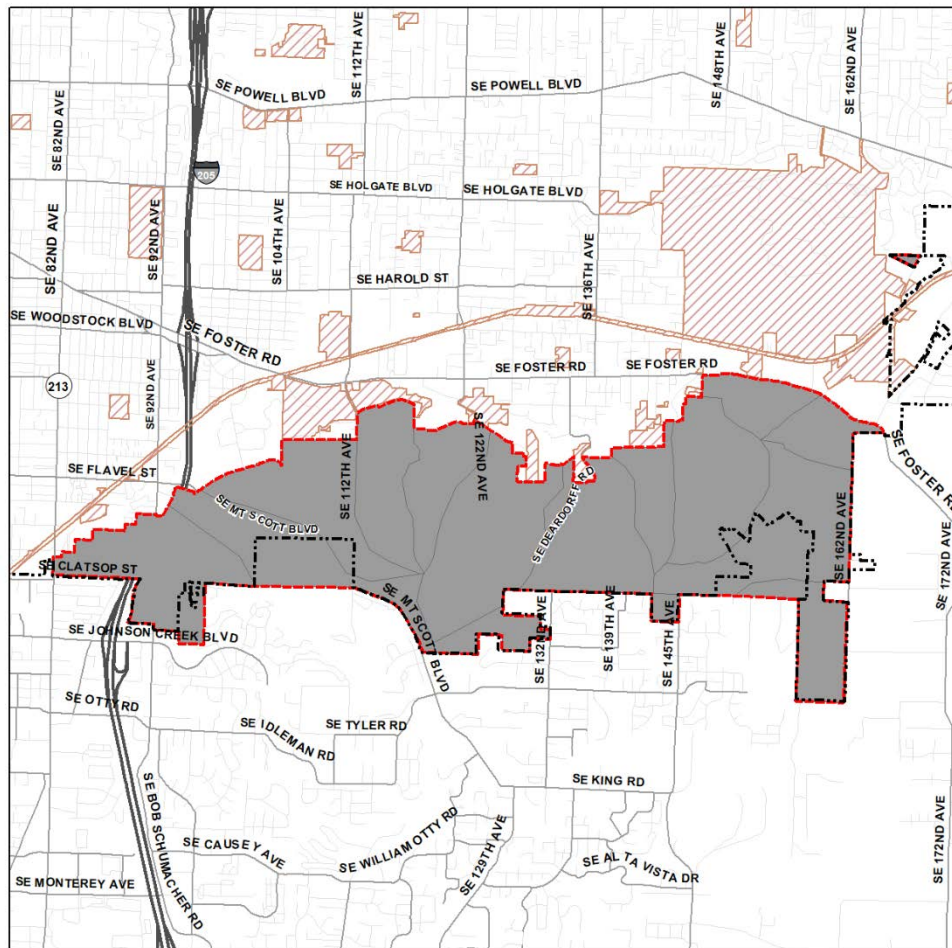 SE 112TH AVE
SE 148TH AVE
SE 162ND AVE
SE POWELL BLVD
SE POWELL BLVD
SE 82ND AVE
205
SE HOLGATE BLVD
SE HOLGATE BLVD
SE 82ND AVE
SE 92ND AVE
SE 104TH AVE
SE 136TH AVE
SE HAROLD ST
SE WOODSTOCK BLVD
SE FOSTER RD
SE FOSTER RD
SE FOSTER RD
213
SE 92ND AVE
SE 112TH AVE
SE 122ND AVE
SE FOSTER RD
SE FLAVEL ST
SE MT SCOTT BLVD
SE DEARDORFF RD
SE 162ND AVE
SE 172ND AVE
SE CLATSOP ST
SE MT SCOTT BLVD
SE 132ND AVE
SE 139TH AVE
SE 145TH AVE
SE JOHNSON CREEK BLVD
SE OTTY RD
SE IDLEMAN RD
SE TYLER RD
SE KING RD
SE BOB SCHUMACHER RD
SE CAUSEY AVE
SE WILLIAM OTTY RD
SE 129TH AVE
SE ALTA VISTA DR
SE 172ND AVE
SE MONTEREY AVE